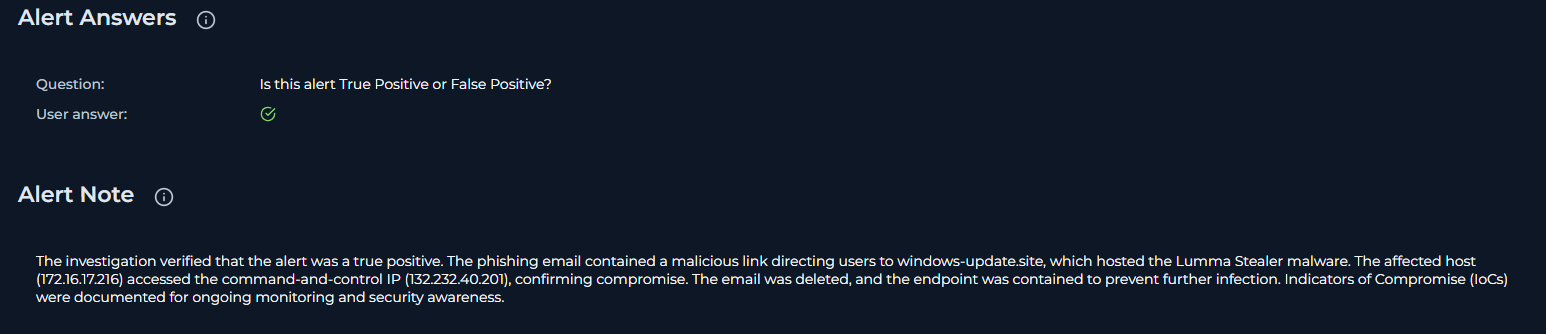 Alert Answers
Question:
Is this alert True Positive or False Positive?
User answer:
Alert Note
The investigation verified that the alert was a true positive. The phishing email contained a malicious link directing users to windows-update.site, which hosted the Lumma Stealer malware. The affected host
(172.16.17.216) accessed the command-and-control IP (132.232.40.201), confirming compromise. The email was deleted, and the endpoint was contained to prevent further infection. Indicators of Compromise (IoCs)
were documented for ongoing monitoring and security awareness.